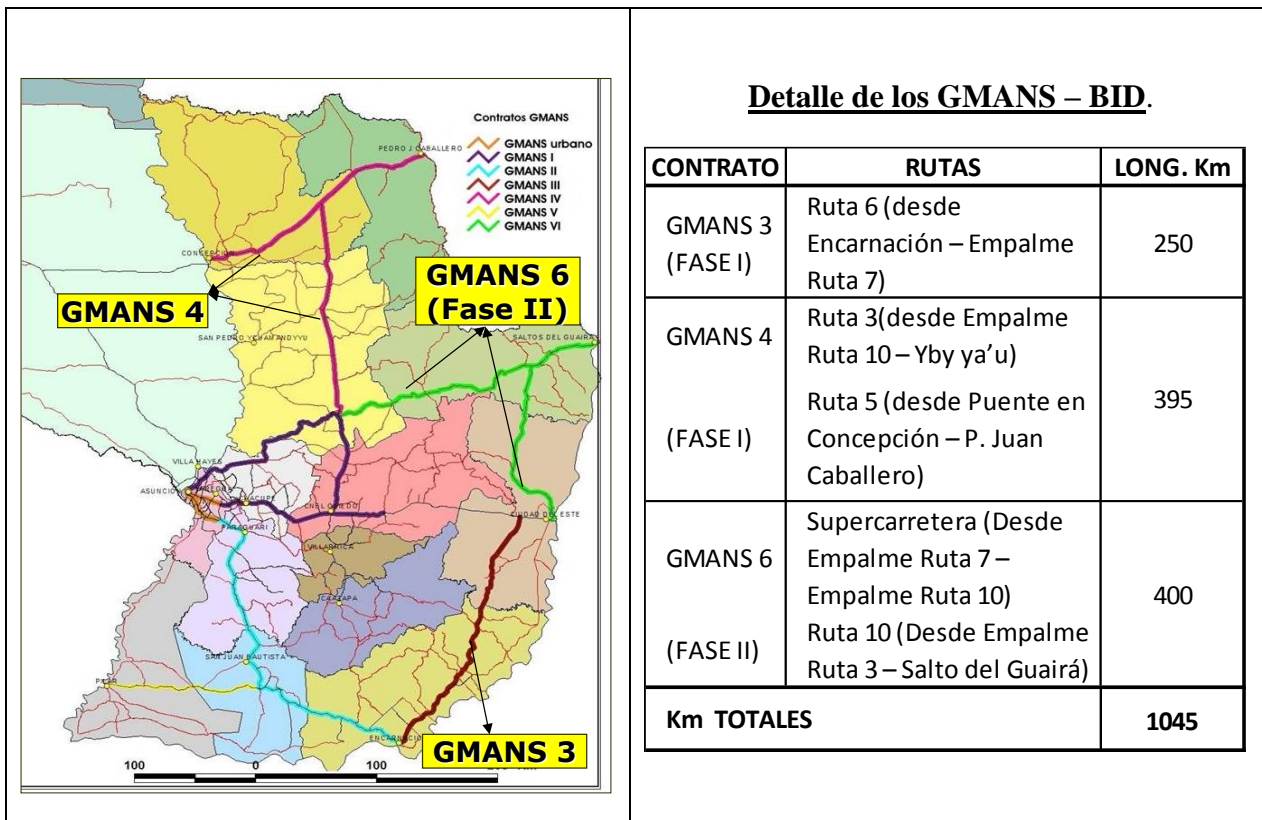 Contratos GMANS
GMANS urbano
GMANS I
GMANS II
GMANS III
GMANS IV
GMANS V
GMANS VI
PEDRO J. CABALLERO
CONCEPCIÓN
GMANS 4
GMANS 6
(Fase II)
SAN PEDRO YCUAMANDYYU
SALTOS DEL GUAIRÁ
VILLA HAYES
ASUNCION
CNEL OVIEDO
CIUDAD DEL ESTE
PARAGUARI
VILLARRICA
CAAZAPA
SAN JUAN BAUTISTA
PILAR
ENCARNACION
GMANS 3
100
0
100
Detalle de los GMANS – BID.
CONTRATO RUTAS LONG. Km
GMANS 3
(FASE I)
Ruta 6 (desde
Encarnación – Empalme
Ruta 7)
250
GMANS 4
(FASE I)
Ruta 3(desde Empalme
Ruta 10 – Yby ya’u)
Ruta 5 (desde Puente en
Concepción – P. Juan
Caballero)
395
GMANS 6
(FASE II)
Supercarretera (Desde
Empalme Ruta 7 –
Empalme Ruta 10)
Ruta 10 (Desde Empalme
Ruta 3 – Salto del Guairá)
400
Km TOTALES 1045